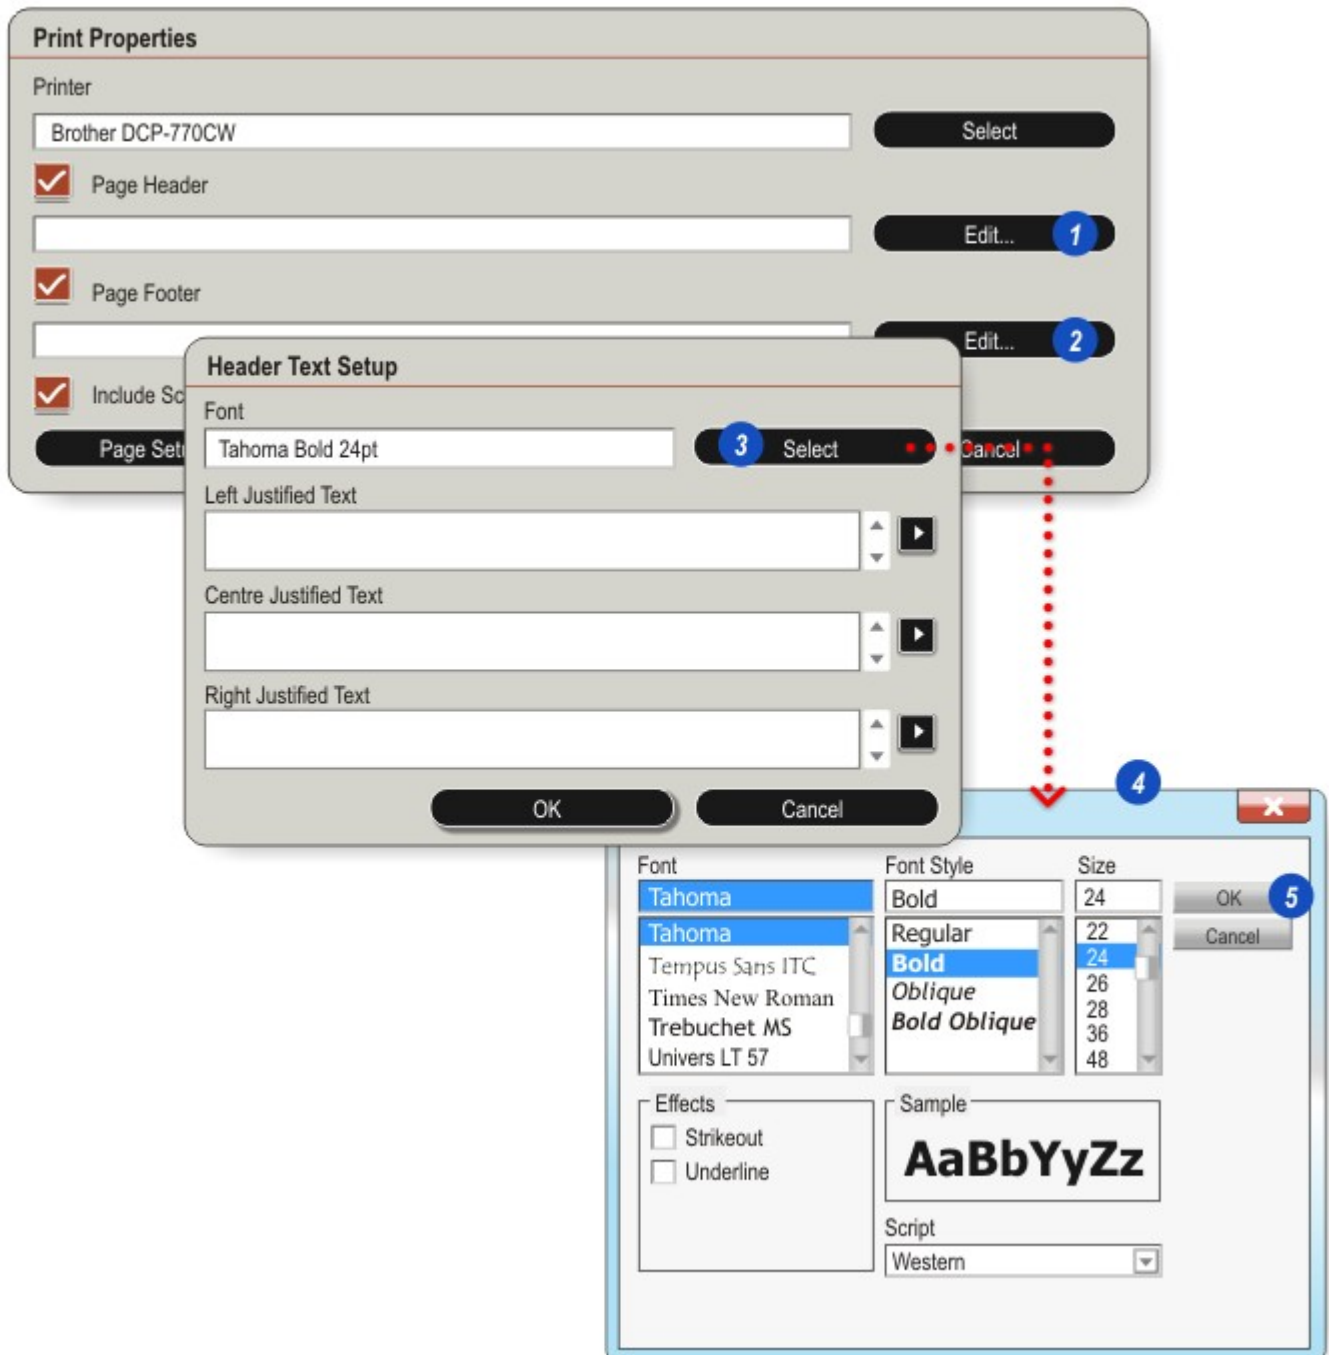 Print Properties
Printer
Brother DCP-770CW
Select
Page Header
Edit... 1
Page Footer
Edit... 2
Include Sc
Page Set
Cancel
Header Text Setup
Font
Tahoma Bold 24pt
3 Select
Left Justified Text
Centre Justified Text
Right Justified Text
OK
Cancel
4
Font Font Style Size
Tahoma Bold 24 OK 5
Cancel
Tahoma
Tempus Sans ITC
Times New Roman
Trebuchet MS
Univers LT 57
Regular
Bold
Oblique
Bold Oblique
22
24
26
28
36
48
Effects
Strikeout
Underline
Sample
AaBbYyZz
Script
Western